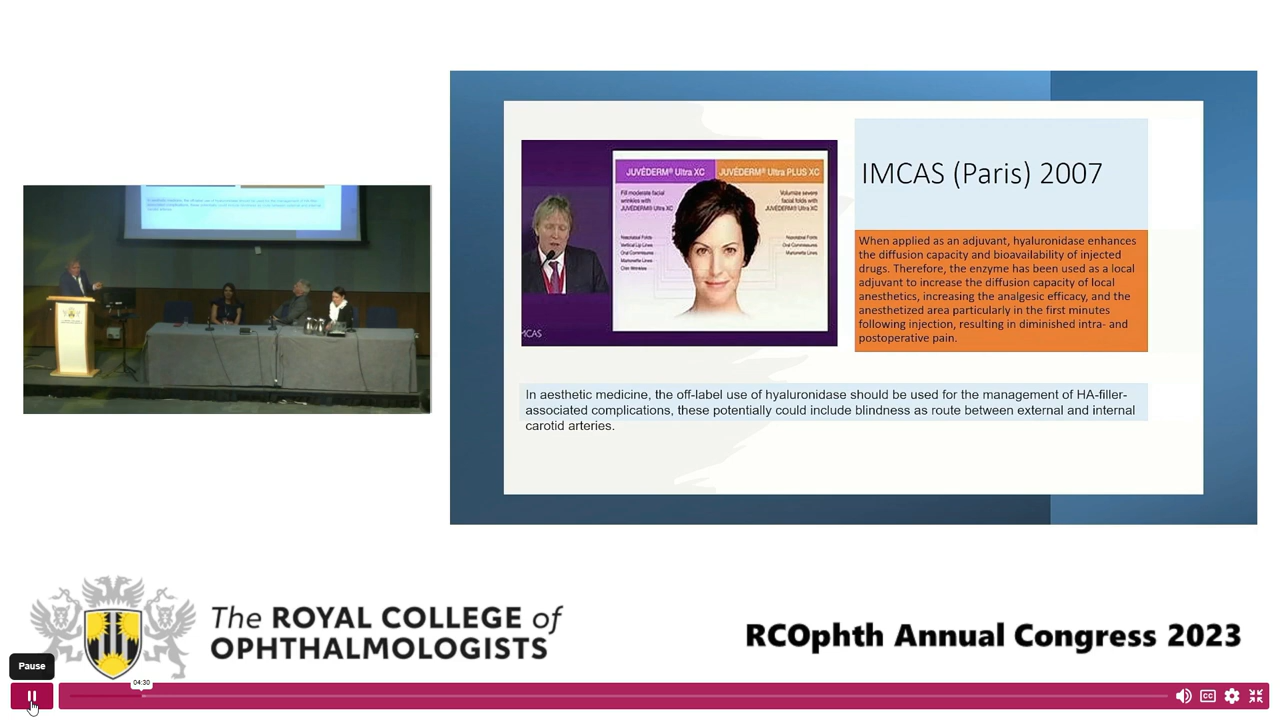 JUVÉDERM® Ultra XC
JUVÉDERM® Ultra PLUS XC
Fill moderate facial
wrinkles with
JUVÉDERM® Ultra XC
Volumize severe
facial folds with
JUVÉDERM® Ultra PLUS XC
Nasolabial Folds
Vertical Lip Lines
Oral Commissures
Marionette Lines
Chin Wrinkles
Nasolabial Folds
Oral Commissures
Marionette Lines
MCAS
IMCAS (Paris) 2007
When applied as an adjuvant, hyaluronidase enhances
the diffusion capacity and bioavailability of injected
drugs. Therefore, the enzyme has been used as a local
adjuvant to increase the diffusion capacity of local
anesthetics, increasing the analgesic efficacy, and the
anesthetized area particularly in the first minutes
following injection, resulting in diminished intra- and
postoperative pain.
In aesthetic medicine, the off-label use of hyaluronidase should be used for the management of HA-filler-
associated complications, these potentially could include blindness as route between external and internal
carotid arteries.
The ROYAL COLLEGE of
OPHTHALMOLOGISTS
RCOphth Annual Congress 2023
Pause
04:30
CC